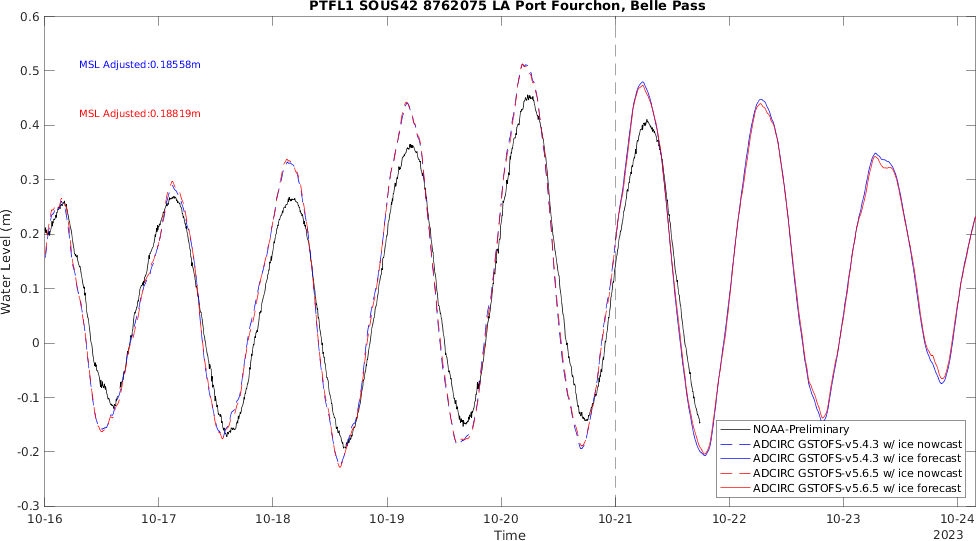 PTFL1 SOUS42 8762075 LA Port Fourchon, Belle Pass
0.6
0.5
0.4
0.3
0.2
0.1
0
-0.1
-0.2
-0.3
Water Level (m)
MSL Adjusted:0.18558m
MSL Adjusted:0.18819m
NOAA-Preliminary
ADCIRC GSTOFS-v5.4.3 w/ ice nowcast
ADCIRC GSTOFS-v5.4.3 w/ ice forecast
ADCIRC GSTOFS-v5.6.5 w/ ice nowcast
ADCIRC GSTOFS-v5.6.5 w/ ice forecast
10-16 10-17 10-18 10-19 10-20 10-21 10-22 10-23 10-24
2023
Time